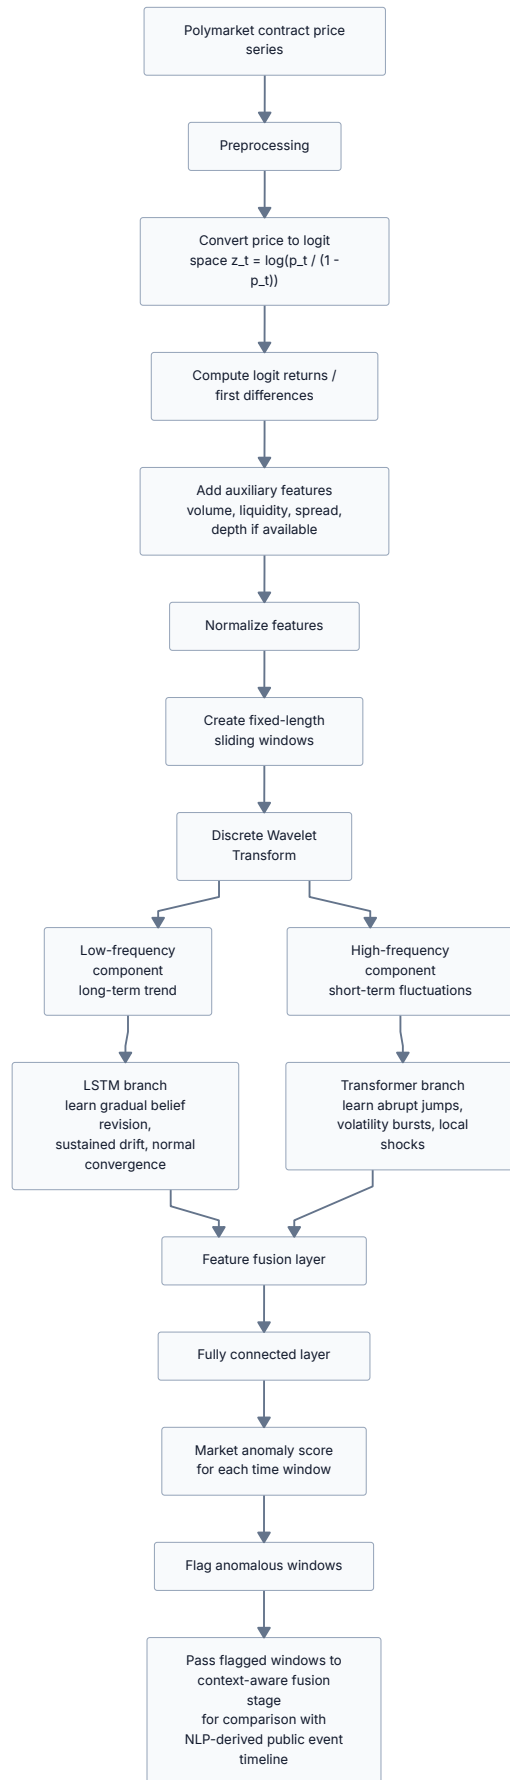 Polymarket contract price
series
Preprocessing
Convert price to logit
space z_t = log(p_t / (1 -
p_t))
Compute logit returns /
first differences
Add auxiliary features
volume, liquidity, spread,
depth if available
Normalize features
Create fixed-length
sliding windows
Discrete Wavelet
Transform
Low-frequency
component
long-term trend
High-frequency
component
short-term fluctuations
LSTM branch
learn gradual belief
revision,
sustained drift, normal
convergence
Transformer branch
learn abrupt jumps,
volatility bursts, local
shocks
Feature fusion layer
Fully connected layer
Market anomaly score
for each time window
Flag anomalous windows
Pass flagged windows to
context-aware fusion
stage
for comparison with
NLP-derived public event
timeline